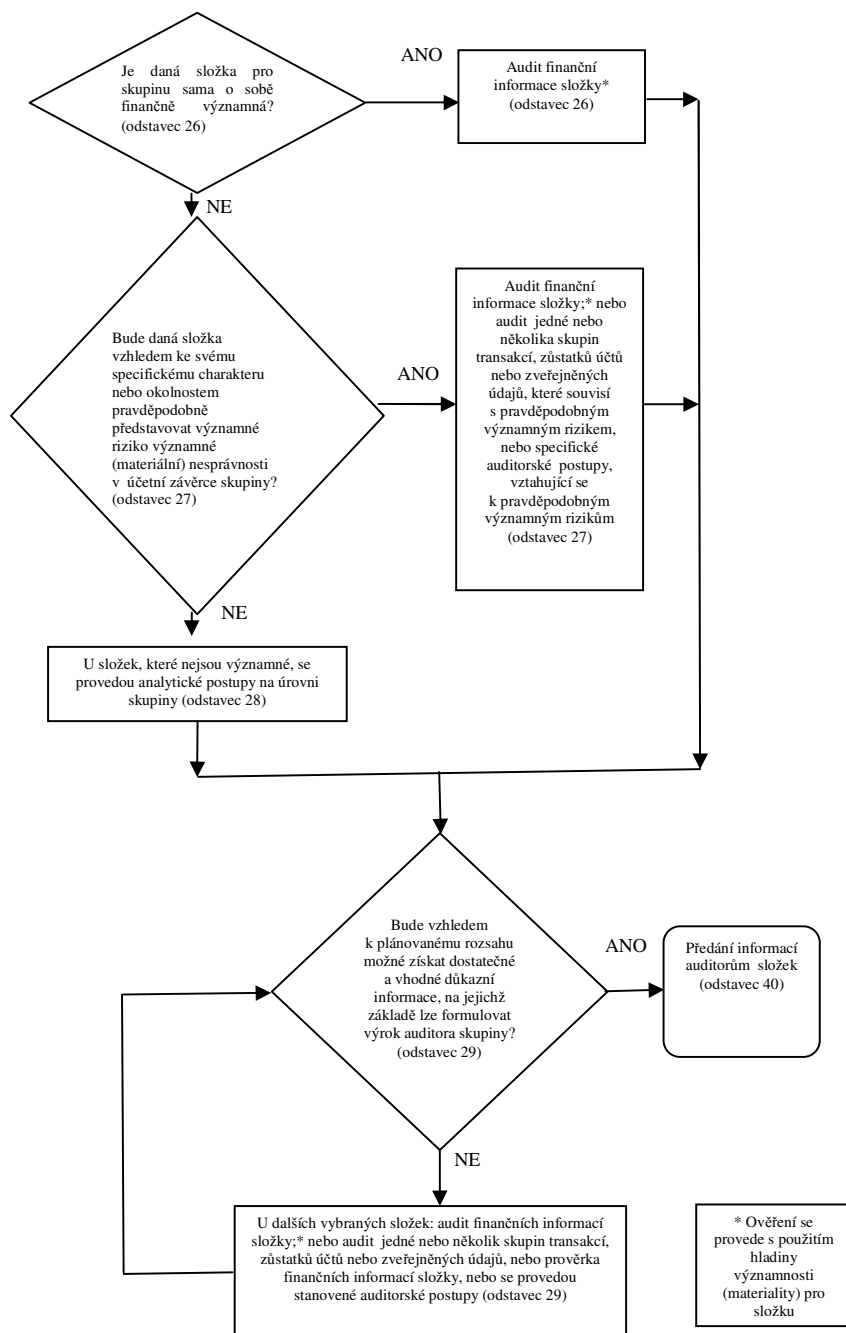 Je daná složka pro
skupinu sama o sobě
finančně významná?
(odstavec 26)
ANO
Audit finanční
informace složky*
(odstavec 26)
NE
Bude daná složka
vzhledem ke svému
specifickému charakteru
nebo okolnostem
pravděpodobně
představovat významné
riziko významné
(materiální) nesprávnosti
v účetní závěrce skupiny?
(odstavec 27)
ANO
Audit finanční
informace složky;* nebo
audit jedné nebo
několika skupin
transakcí, zůstatků účtů
nebo zveřejněných
údajů, které souvisí
s pravděpodobným
významným rizikem,
nebo specifické
auditorské postupy,
vztahující se
k pravděpodobným
významným rizikům
(odstavec 27)
NE
U složek, které nejsou významné, se
provedou analytické postupy na úrovni
skupiny (odstavec 28)
Bude vzhledem
k plánovanému rozsahu
možné získat dostatečné
a vhodné důkazní
informace, na jejichž
základě lze formulovat
výrok auditora skupiny?
(odstavec 29)
ANO
Předání informací
auditorům složek
(odstavec 40)
NE
U dalších vybraných složek: audit finančních informací
složky;* nebo audit jedné nebo několik skupin transakcí,
zůstatků účtů nebo zveřejněných údajů, nebo prověrka
finančních informací složky, nebo se provedou
stanovené auditorské postupy (odstavec 29)
* Ověření se
provede s použitím
hladiny
významnosti
(materiality) pro
složku